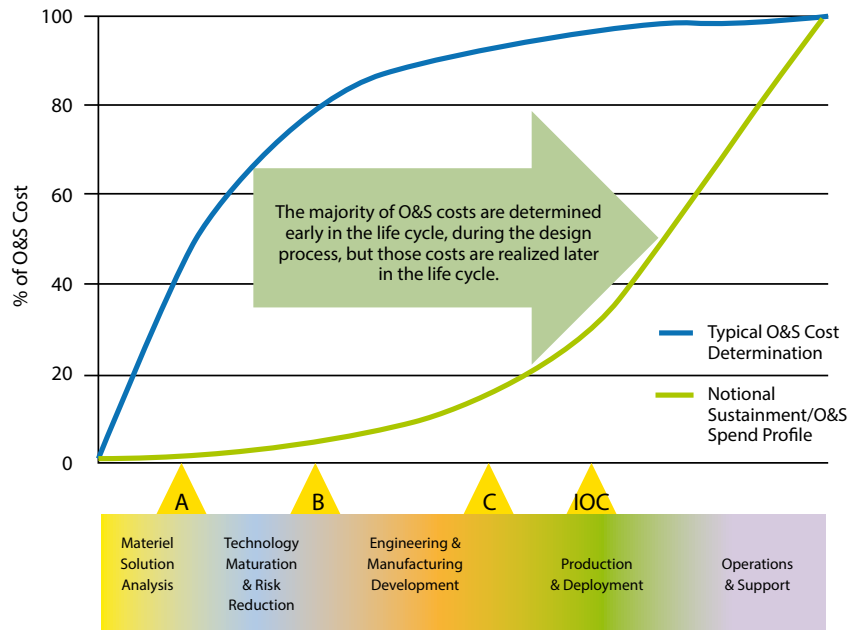 100
80
60
40
20
0
% of O&S Cost
The majority of O&S costs are determined
early in the life cycle, during the design
process, but those costs are realized later
in the life cycle.
Typical O&S Cost
Determination
Notional
Sustainment/O&S
Spend Profile
A
B
C
IOC
Materiel
Solution
Analysis
Technology
Maturation
& Risk
Reduction
Engineering &
Manufacturing
Development
Production
& Deployment
Operations
& Support